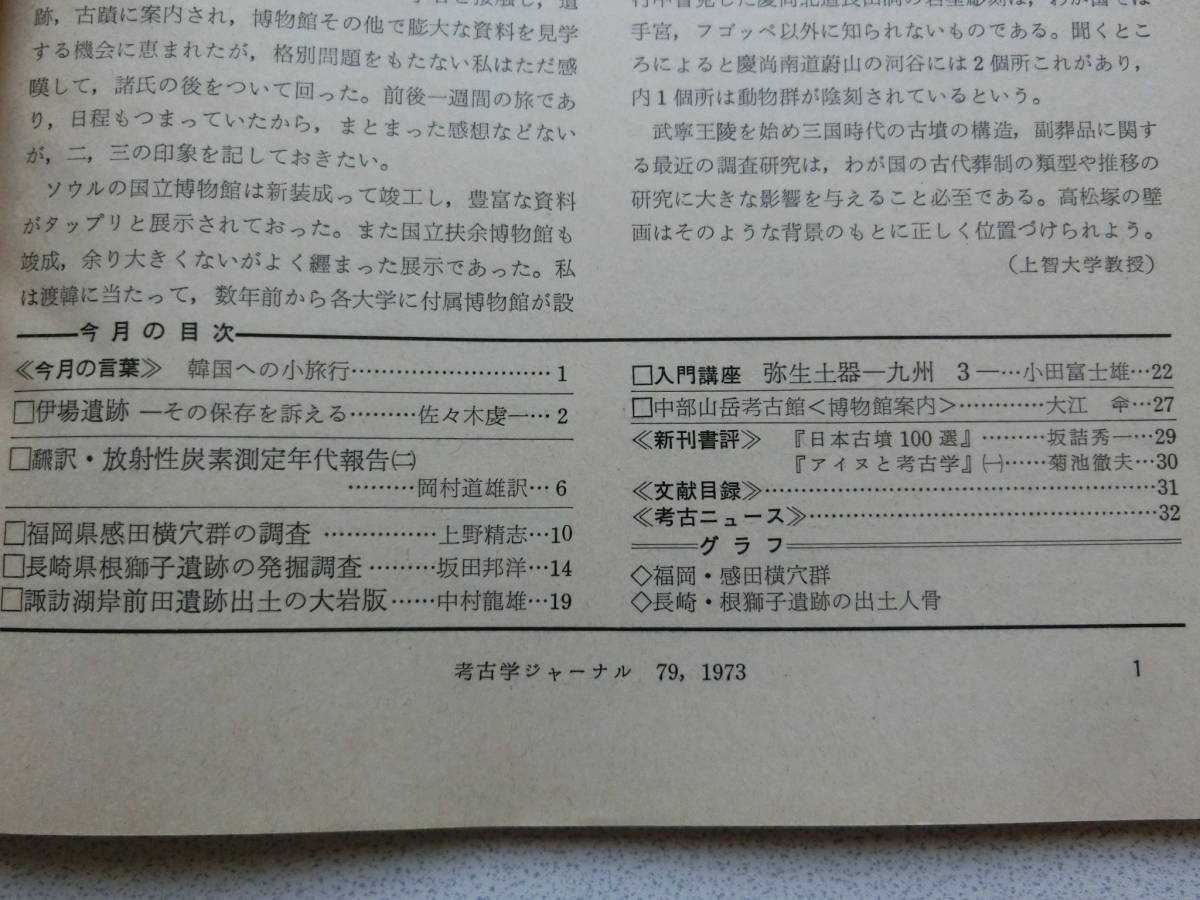 跡，古蹟に案内され，博物館その他で膨大な資料を見学
する機会に恵まれたが，格別問題をもたない私はただ感
嘆して，諸氏の後をついて回った。前後一週間の旅であ
り，日程もつまっていたから，まとまった感想などない
が，二，三の印象を記しておきたい。
ソウルの国立博物館は新装成って竣工し，豊富な資料
がタップリと展示されておった。また国立扶余博物館も
竣成，余り大きくないがよく纒まった展示であった。私
は渡韓に当たって，数年前から各大学に付属博物館が設
手宮，フゴッペ以外に知られないものである。聞くとこ
ろによると慶尚南道蔚山の河谷には2個所これがあり，
内1個所は動物群が陰刻されているという。
武寧王陵を始め三国時代の古墳の構造，副葬品に関す
る最近の調査研究は，わが国の古代葬制の類型や推移の
研究に大きな影響を与えること必至である。高松塚の壁
画はそのような背景のもとに正しく位置づけられよう。
（上智大学教授）
今月の目次
≪今月の言葉≫ 韓国への小旅行…………………………1
□伊場遺跡 ―その保存を訴える………佐々木虔一…2
□飜訳・放射性炭素測定年代報告㈡
………岡村道雄訳…6
□福岡県感田横穴群の調査 ……………上野精志…10
□長崎県根獅子遺跡の発掘調査………坂田邦洋…14
□諏訪湖岸前田遺跡出土の大岩版……中村龍雄…19
□入門講座 弥生土器―九州 3―…小田富士雄…22
□中部山岳考古館＜博物館案内＞…………大江 㑒…27
≪新刊書評≫ 『日本古墳100選』………坂詰秀一…29
『アイヌと考古学』㈠……菊池徹夫…30
≪文献目録≫…………………………………………………31
≪考古ニュース≫……………………………………………32
グラフ
◇福岡・感田横穴群
◇長崎・根獅子遺跡の出土人骨
考古学ジャーナル 79，1973
1